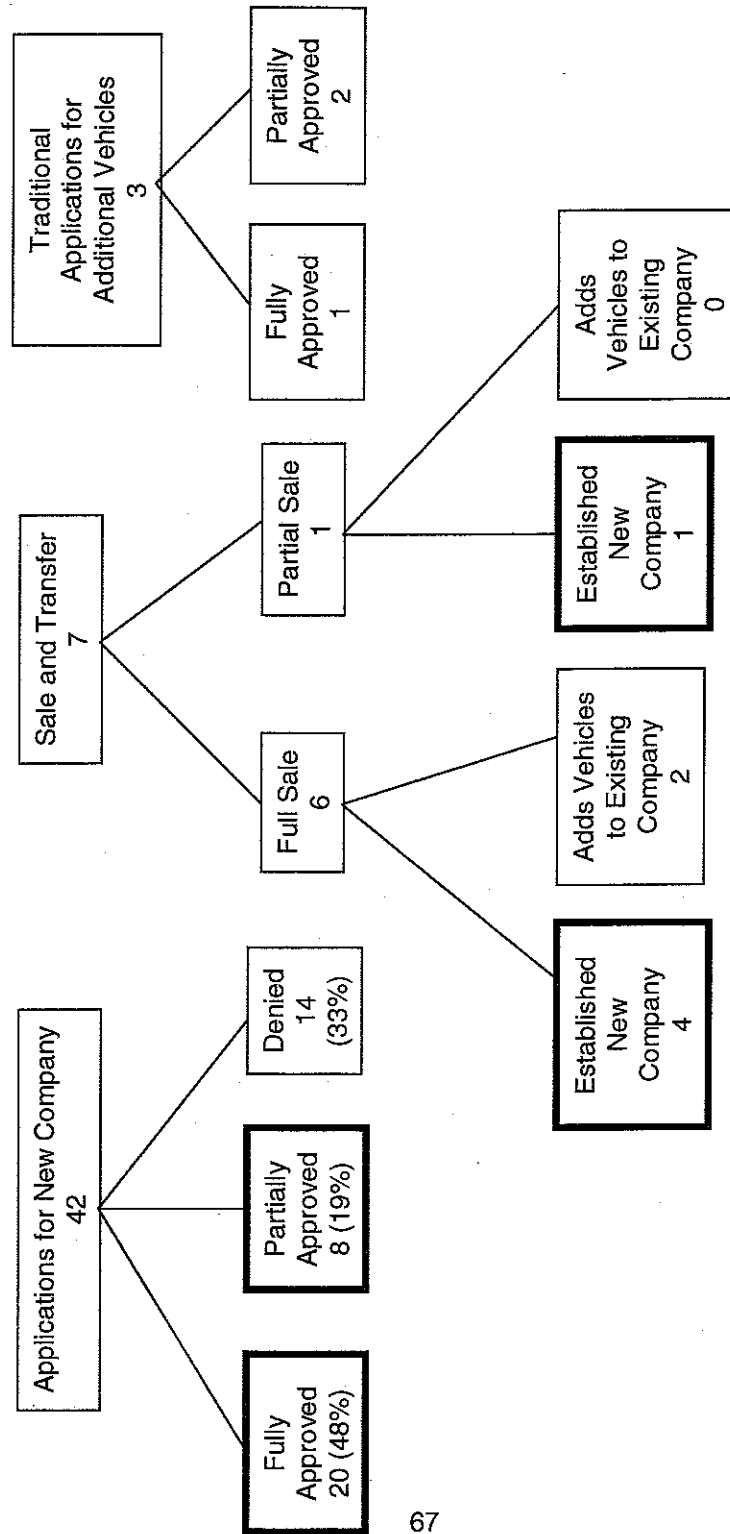 Applications for New Company
42
Fully
Approved
20 (48%)
Partially
Approved
8 (19%)
Denied
14
(33%)
Sale and Transfer
7
Full Sale
6
Partial Sale
1
Established
New
Company
4
Adds Vehicles
to Existing
Company
2
Established
New
Company
1
Adds
Vehicles to
Existing
Company
0
Traditional
Applications for
Additional Vehicles
3
Fully
Approved
1
Partially
Approved
2
67